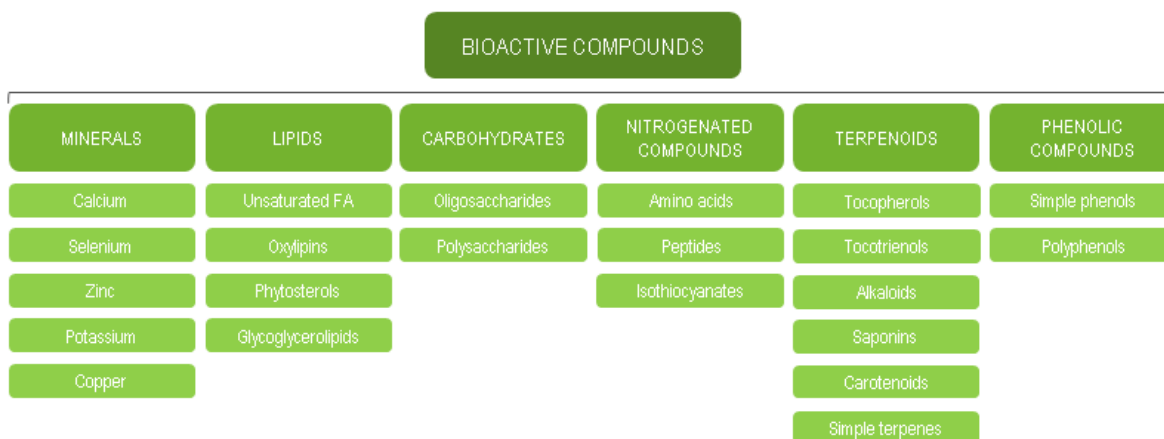 BIOACTIVE COMPOUNDS
MINERALS
Calcium
Selenium
Zinc
Potassium
Copper
LIPIDS
Unsaturated FA
Oxylipins
Phytosterols
Glycoglycerolipids
CARBOHYDRATES
Oligosaccharides
Polysaccharides
NITROGENATED
COMPOUNDS
Amino acids
Peptides
Isothiocyanates
TERPENOIDS
Tocopherols
Tocotrienols
Alkaloids
Saponins
Carotenoids
Simple terpenes
PHENOLIC
COMPOUNDS
Simple phenols
Polyphenols